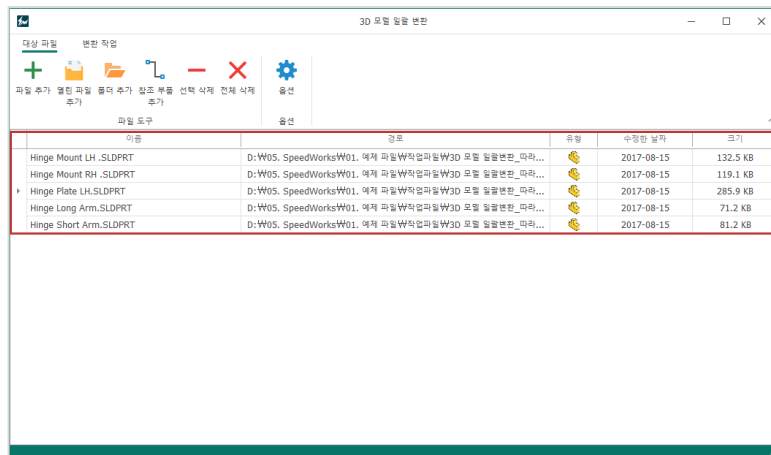 3D 모델 일괄 변환
대상 파일 변환 작업
파일 추가 열린 파일 추가 폴더 추가 참조 부품 추가 선택 삭제 전체 삭제 옵션
파일 도구 옵션
이름 경로 유형 수정한 날짜 크기
Hinge Mount LH .SLDPRT D:₩05. SpeedWorks₩01. 예제 파일₩작업파일₩3D 모델 일괄변환_따라... 2017-08-15 132.5 KB
Hinge Mount RH .SLDPRT D:₩05. SpeedWorks₩01. 예제 파일₩작업파일₩3D 모델 일괄변환_따라... 2017-08-15 119.1 KB
Hinge Plate LH.SLDPRT D:₩05. SpeedWorks₩01. 예제 파일₩작업파일₩3D 모델 일괄변환_따라... 2017-08-15 285.9 KB
Hinge Long Arm.SLDPRT D:₩05. SpeedWorks₩01. 예제 파일₩작업파일₩3D 모델 일괄변환_따라... 2017-08-15 71.2 KB
Hinge Short Arm.SLDPRT D:₩05. SpeedWorks₩01. 예제 파일₩작업파일₩3D 모델 일괄변환_따라... 2017-08-15 81.2 KB